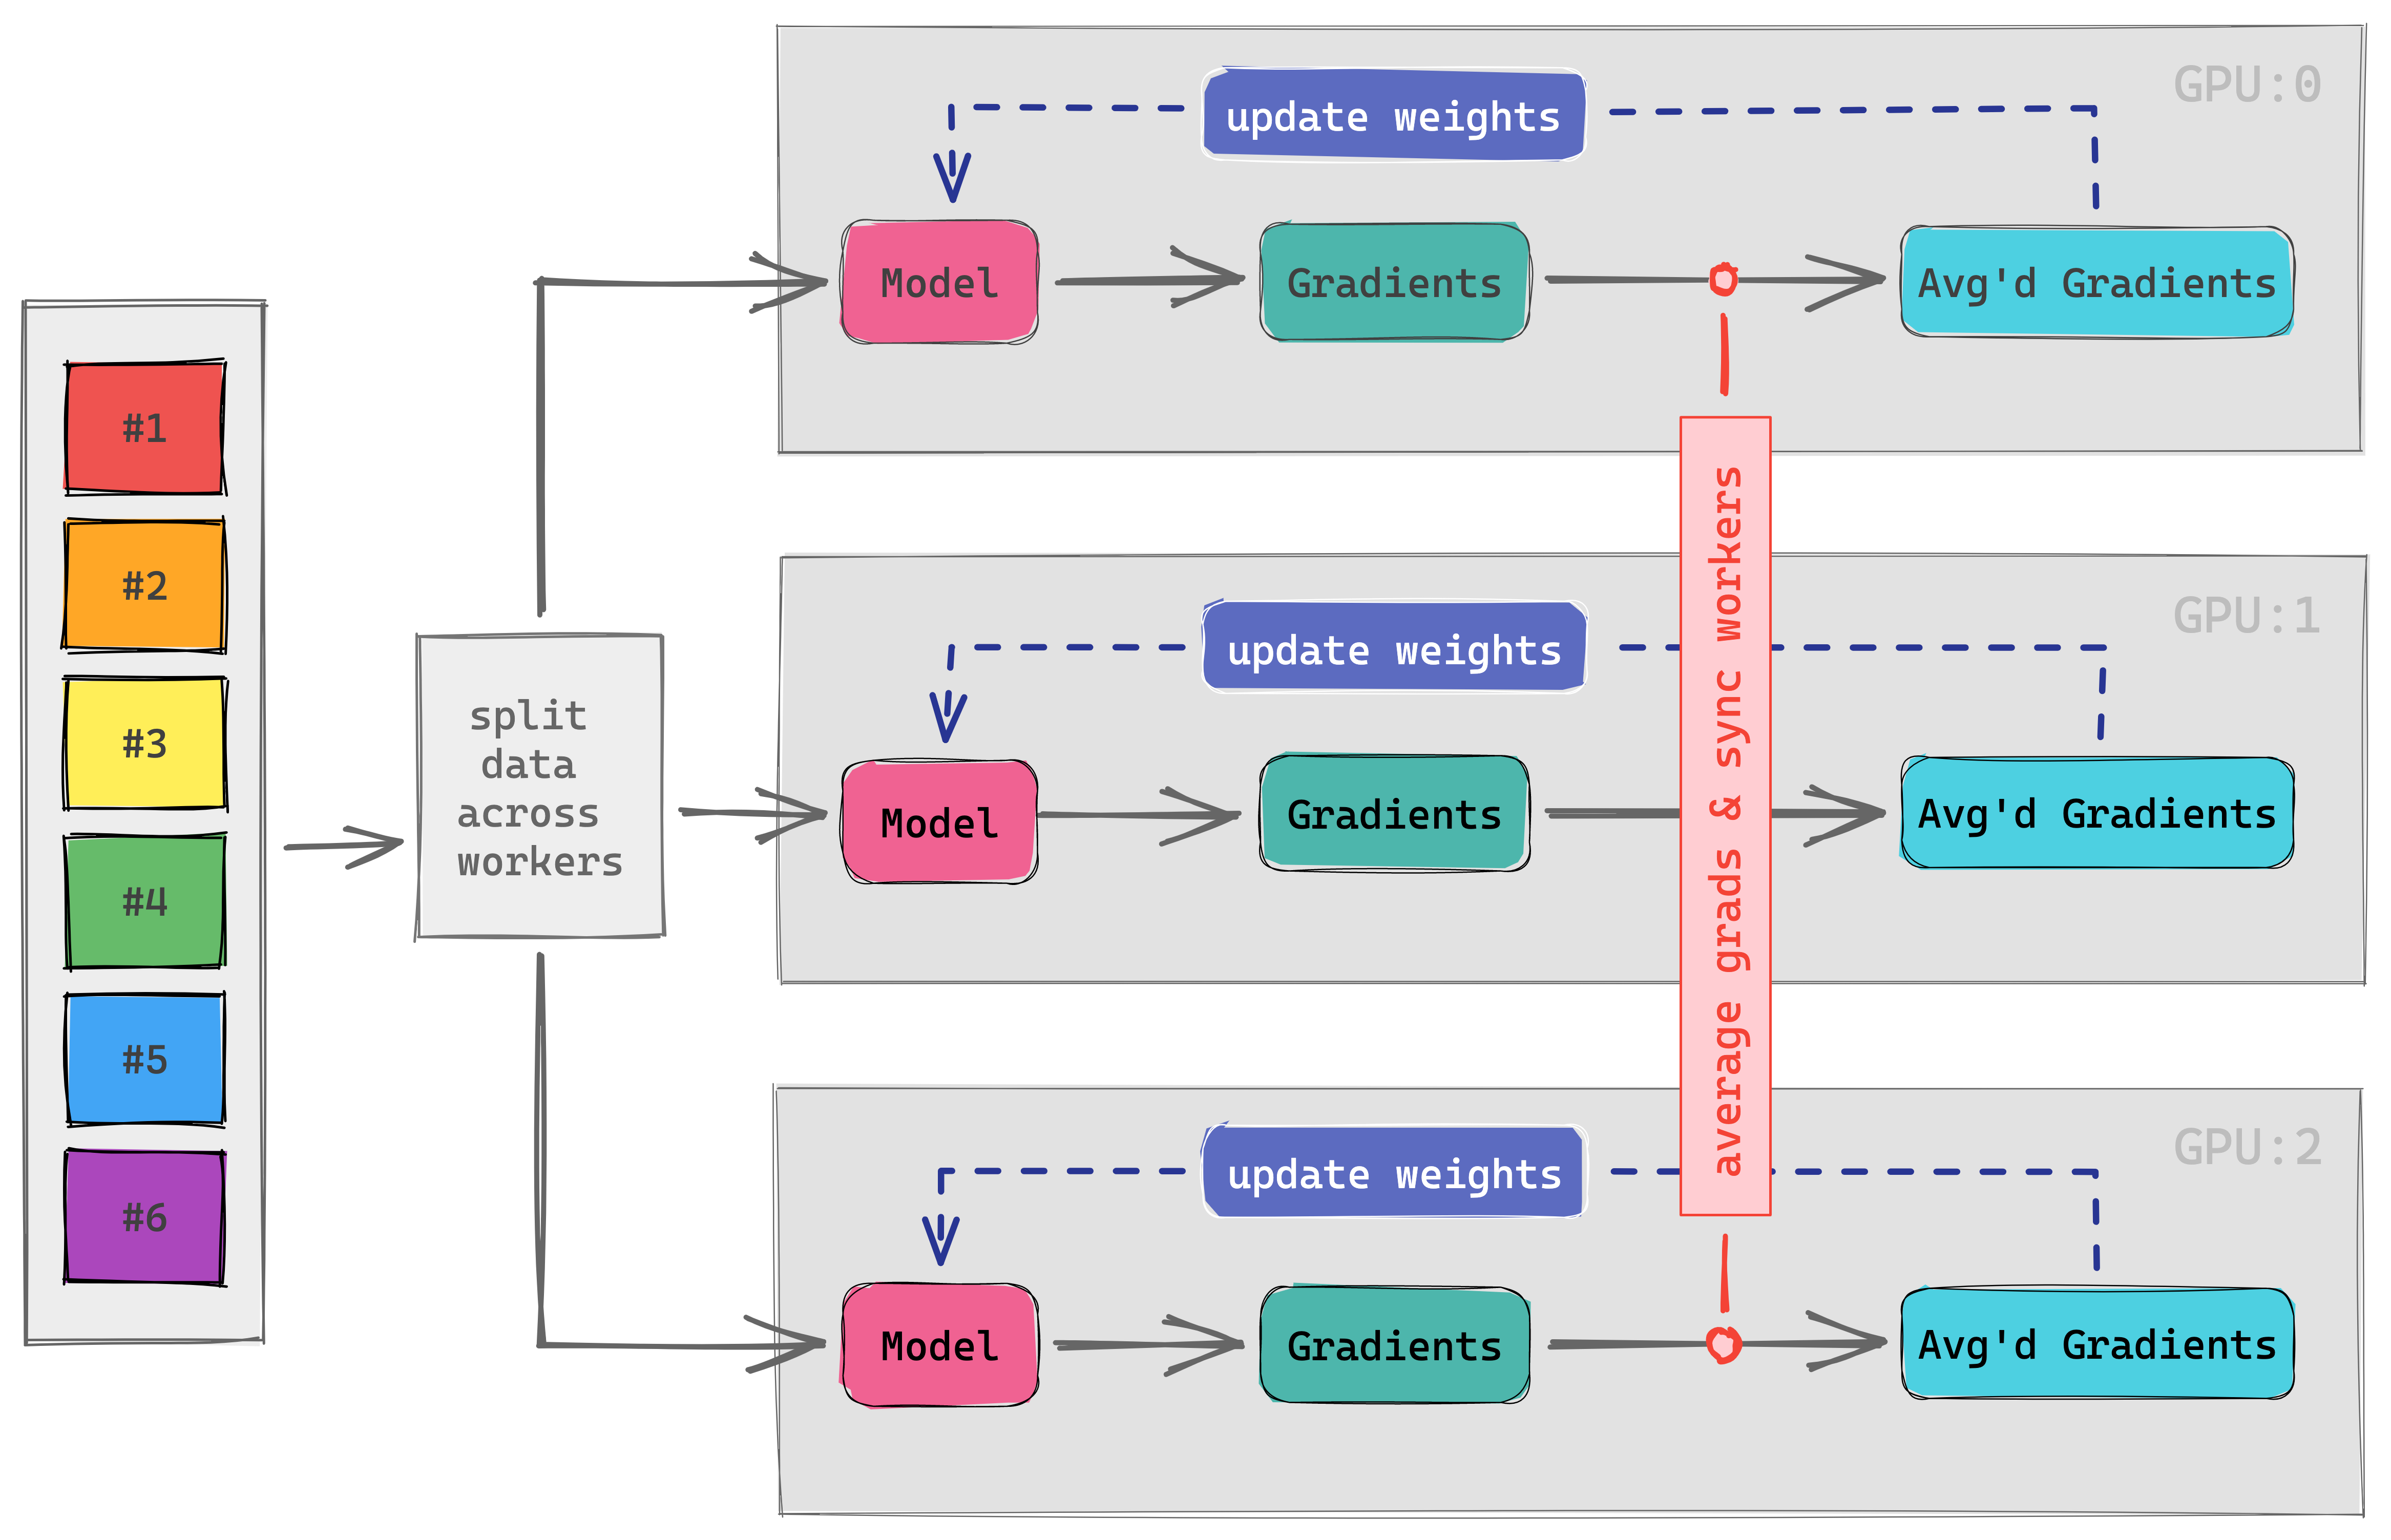 #1
#2
#3
#4
#5
#6
split
data
across
workers
GPU:0
update weights
Model
Gradients
Avg'd Gradients
average grads & sync workers
GPU:1
update weights
Model
Gradients
Avg'd Gradients
GPU:2
update weights
Model
Gradients
Avg'd Gradients